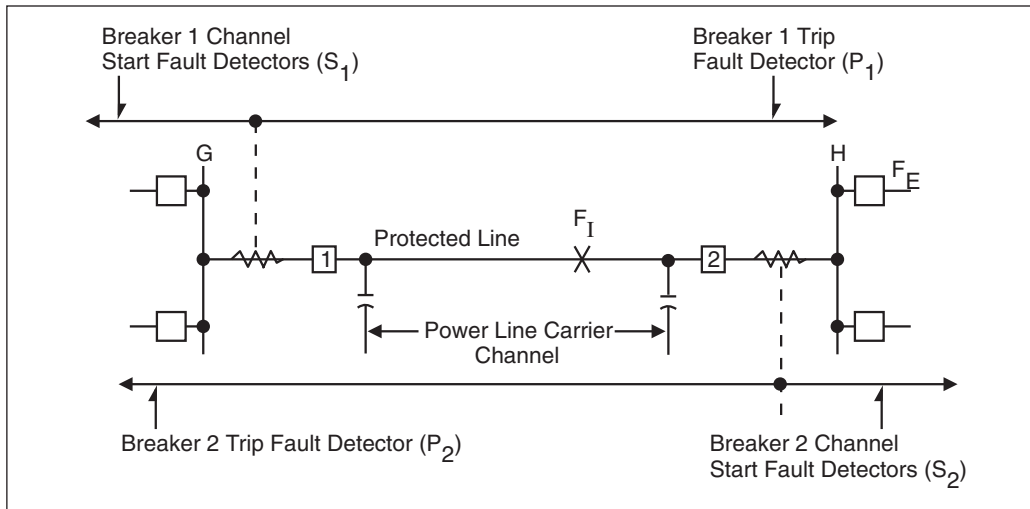 Breaker 1 Channel
Start Fault Detectors (S1)
Breaker 1 Trip
Fault Detector (P1)
G
H
FE
FI
Protected Line
1
2
Power Line Carrier
Channel
Breaker 2 Trip Fault Detector (P2)
Breaker 2 Channel
Start Fault Detectors (S2)